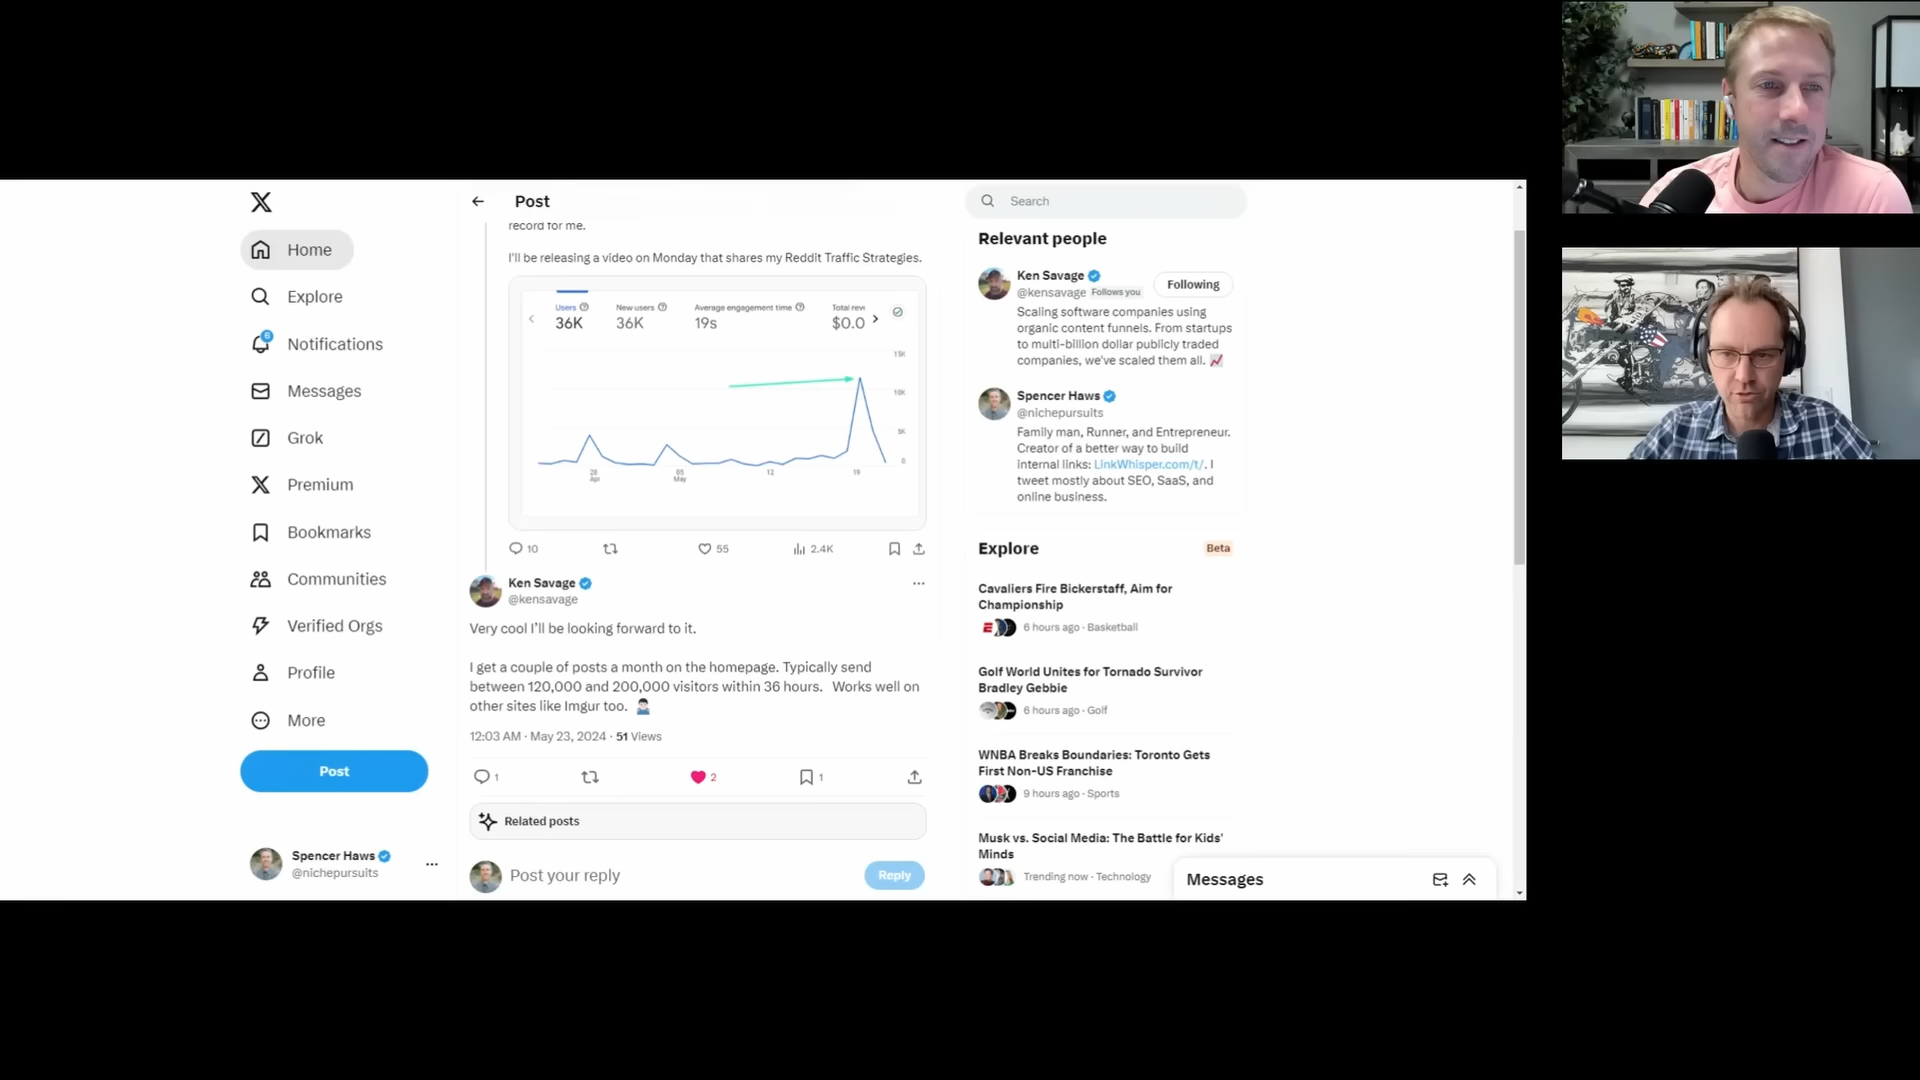 Home
Explore
6
Notifications
Messages
Grok
Premium
Bookmarks
Communities
Verified Orgs
Profile
More
Post
Spencer Haws
@nichepursuits
Post
record for me.
I'll be releasing a video on Monday that shares my Reddit Traffic Strategies.
Users New users Average engagement time Total rev
36K 36K 19s $0.0
15K
10K
5K
0
28 05 12 19
Apr May
10 55 2.4K
Ken Savage
@kensavage
Very cool I'll be looking forward to it.
I get a couple of posts a month on the homepage. Typically send
between 120,000 and 200,000 visitors within 36 hours. Works well on
other sites like Imgur too.
12:03 AM · May 23, 2024 · 51 Views
1 2 1
Related posts
Post your reply
Reply
Search
Relevant people
Ken Savage
@kensavage Follows you
Following
Scaling software companies using
organic content funnels. From startups
to multi-billion dollar publicly traded
companies, we've scaled them all.
Spencer Haws
@nichepursuits
Family man, Runner, and Entrepreneur.
Creator of a better way to build
internal links: LinkWhisper.com/t/. I
tweet mostly about SEO, SaaS, and
online business.
Explore
Beta
Cavaliers Fire Bickerstaff, Aim for
Championship
6 hours ago · Basketball
Golf World Unites for Tornado Survivor
Bradley Gebbie
6 hours ago · Golf
WNBA Breaks Boundaries: Toronto Gets
First Non-US Franchise
9 hours ago · Sports
Musk vs. Social Media: The Battle for Kids'
Minds
Trending now · Technology
Messages